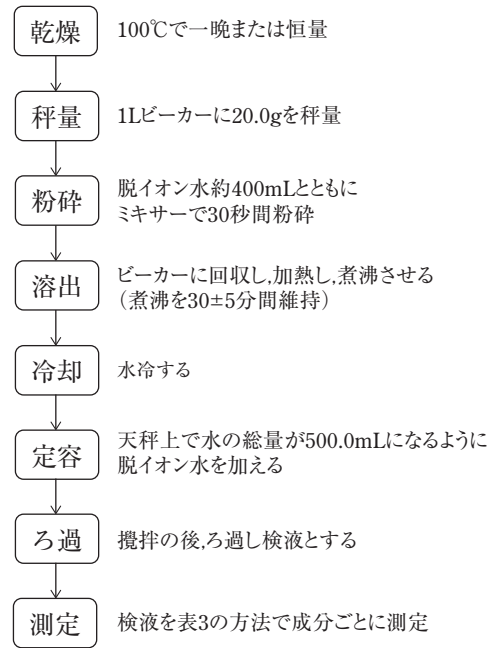 乾燥
100℃で一晩または恒量
秤量
1Lビーカーに20.0gを秤量
粉砕
脱イオン水約400mLとともに
ミキサーで30秒間粉砕
溶出
ビーカーに回収し,加熱し,煮沸させる
（煮沸を30±5分間維持）
冷却
水冷する
定容
天秤上で水の総量が500.0mLになるように
脱イオン水を加える
ろ過
攪拌の後,ろ過し検液とする
測定
検液を表3の方法で成分ごとに測定